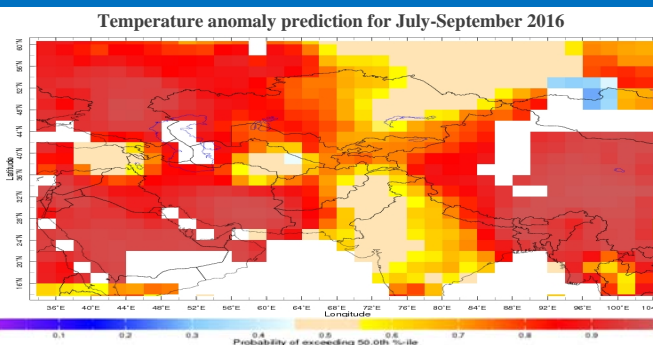 Temperature anomaly prediction for July-September 2016
60°N
56°N
52°N
48°N
44°N
40°N
36°N
32°N
28°N
24°N
20°N
16°N
Latitude
36°E 40°E 44°E 48°E 52°E 56°E 60°E 64°E 68°E 72°E 76°E 80°E 84°E 88°E 92°E 96°E 100°E 104
Longitude
0.1 0.2 0.3 0.4 0.5 0.6 0.7 0.8 0.9
Probability of exceeding 50.0th %-ile